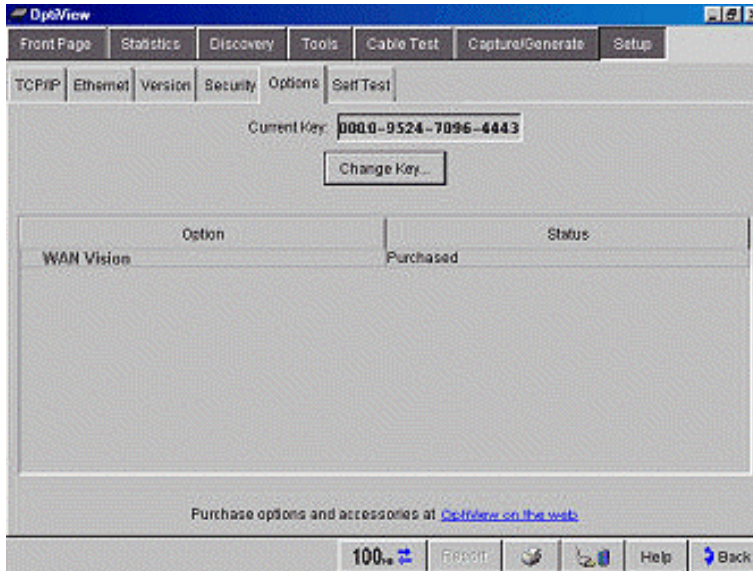 OptiView
Front Page Statistics Discovery Tools Cable Test Capture/Generate Setup
TCP/IP Ethernet Version Security Options Self Test
Current Key: 0000-9524-7096-4443
Change Key...
Option Status
WAN Vision Purchased
Purchase options and accessories at OptiView on the web
100 Report Help Back